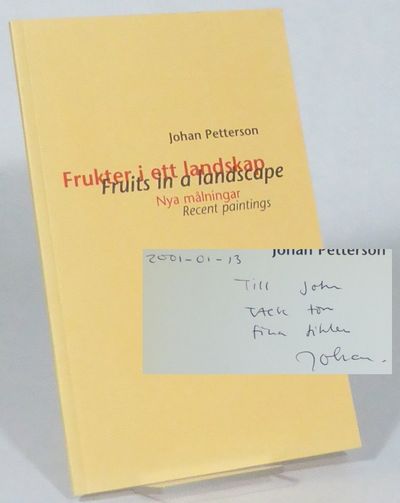 Johan Petterson
Frukter i ett landskap
Fruits in a landscape
Nya målningar
Recent paintings
Johan Petterson
2001-01-13
Till John
Tack för
fina
Johan.